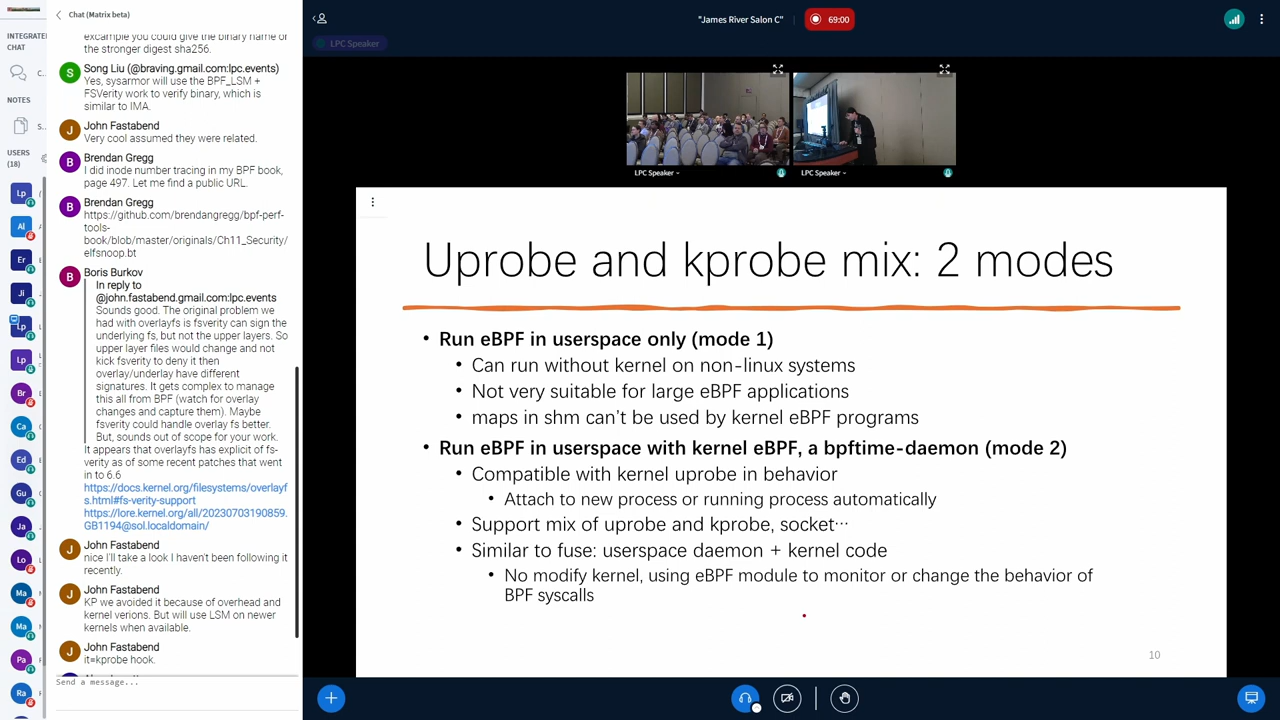 Chat (Matrix beta)
"James River Salon C"
69:00
LPC Speaker
INTEGRATE
CHAT
C...
NOTES
S...
USERS
(18)
Lp
Al
Er
Ji
Lp
Lp
Br
Ca
Ed
Gu
Ja
Lo
Ma
Ma
Pa
Ra
excample you could give the binary name or
the stronger digest sha256.
S
Song Liu (@braving.gmail.com:lpc.events)
Yes, sysarmor will use the BPF_LSM +
FSVerity work to verify binary, which is
similar to IMA.
J
John Fastabend
Very cool assumed they were related.
B
Brendan Gregg
I did inode number tracing in my BPF book,
page 497. Let me find a public URL.
B
Brendan Gregg
https://github.com/brendangregg/bpf-perf-
tools-
book/blob/master/originals/Ch11_Security/
elfsnoop.bt
B
Boris Burkov
In reply to
@john.fastabend.gmail.com:lpc.events
Sounds good. The original problem we
had with overlayfs is fsverity can sign the
underlying fs, but not the upper layers. So
upper layer files would change and not
kick fsverity to deny it then
overlay/underlay have different
signatures. It gets complex to manage
this all from BPF (watch for overlay
changes and capture them). Maybe
fsverity could handle overlay fs better.
But, sounds out of scope for your work.
It appears that overlayfs has explicit of fs-
verity as of some recent patches that went
in to 6.6
https://docs.kernel.org/filesystems/overlayf
s.html#fs-verity-support
https://lore.kernel.org/all/20230703190859.
GB1194@sol.localdomain/
J
John Fastabend
nice I'll take a look I haven't been following it
recently.
J
John Fastabend
KP we avoided it because of overhead and
kernel verions. But will use LSM on newer
kernels when available.
J
John Fastabend
it=kprobe hook.
Send a message...
LPC Speaker
LPC Speaker
Uprobe and kprobe mix: 2 modes
• Run eBPF in userspace only (mode 1)
• Can run without kernel on non-linux systems
• Not very suitable for large eBPF applications
• maps in shm can't be used by kernel eBPF programs
• Run eBPF in userspace with kernel eBPF, a bpftime-daemon (mode 2)
• Compatible with kernel uprobe in behavior
• Attach to new process or running process automatically
• Support mix of uprobe and kprobe, socket…
• Similar to fuse: userspace daemon + kernel code
• No modify kernel, using eBPF module to monitor or change the behavior of
BPF syscalls
10